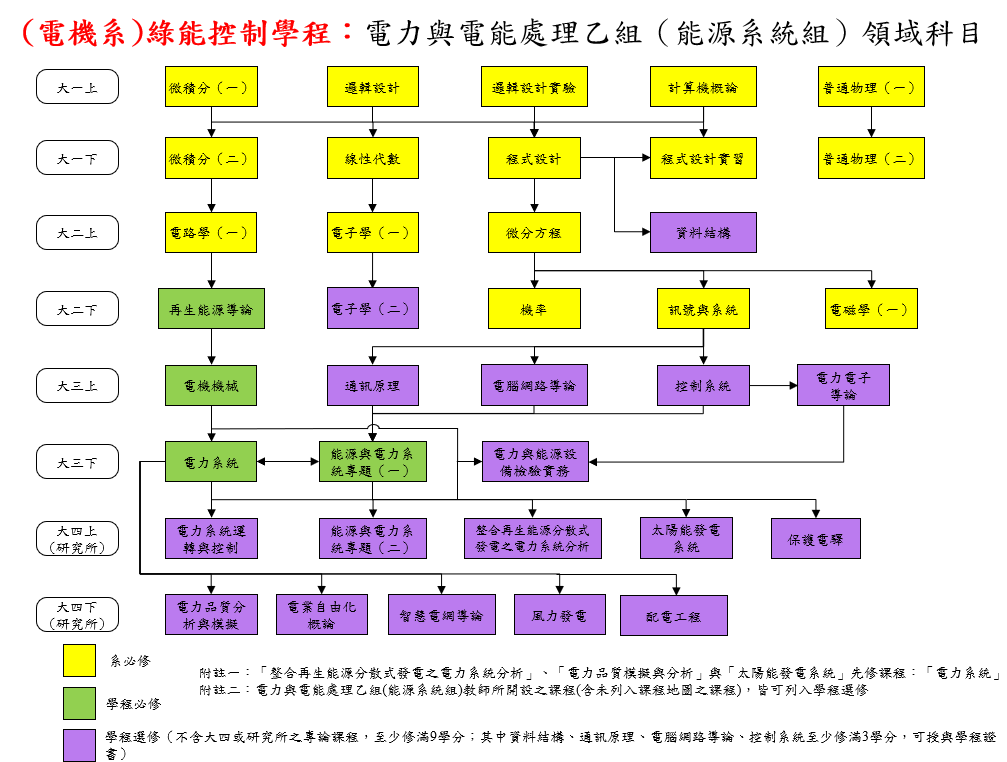 (電機系)綠能控制學程：電力與電能處理乙組（能源系統組）領域科目
大一上
微積分（一）
邏輯設計
邏輯設計實驗
計算機概論
普通物理（一）
大一下
微積分（二）
線性代數
程式設計
程式設計實習
普通物理（二）
大二上
電路學（一）
電子學（一）
微分方程
資料結構
大二下
再生能源導論
電子學（二）
機率
訊號與系統
電磁學（一）
大三上
電機機械
通訊原理
電腦網路導論
控制系統
電力電子
導論
大三下
電力系統
能源與電力系
統專題（一）
電力與能源設
備檢驗實務
大四上
（研究所）
電力系統運
轉與控制
能源與電力系
統專題（二）
整合再生能源分散式
發電之電力系統分析
太陽能發電
系統
保護電驛
大四下
（研究所）
電力品質分
析與模擬
電業自由化
概論
智慧電網導論
風力發電
配電工程
系必修
附註一：「整合再生能源分散式發電之電力系統分析」、「電力品質模擬與分析」與「太陽能發電系統」先修課程：「電力系統」
附註二：電力與電能處理乙組(能源系統組)教師所開設之課程(含未列入課程地圖之課程)，皆可列入學程選修
學程必修
學程選修（不含大四或研究所之專論課程，至少修滿9學分；其中資料結構、通訊原理、電腦網路導論、控制系統至少修滿3學分，可授與學程證
書）